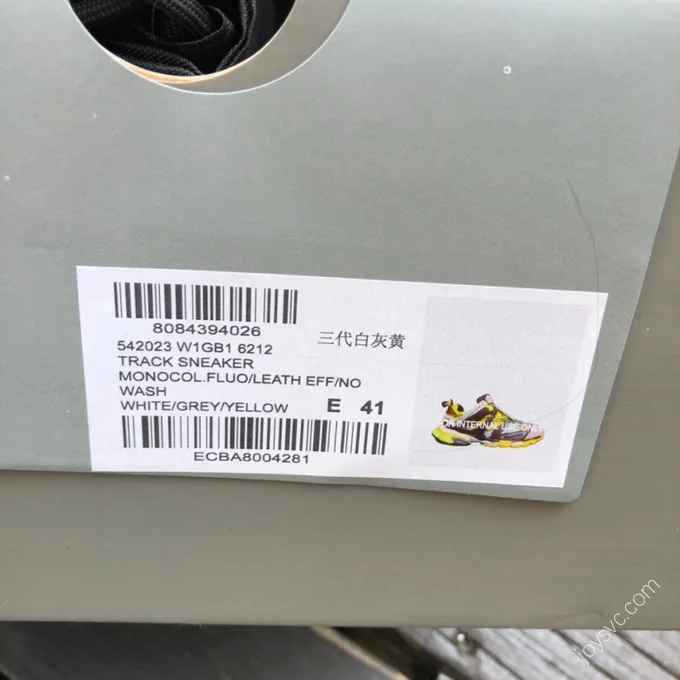 8084394026
542023 W1GB1 6212
三代白灰黄
TRACK SNEAKER
MONOCOL.FLUO/LEATH EFF/NO
WASH
WHITE/GREY/YELLOW E 41
ECBA8004281
OR INTERNAL USE ON
joysvc.com